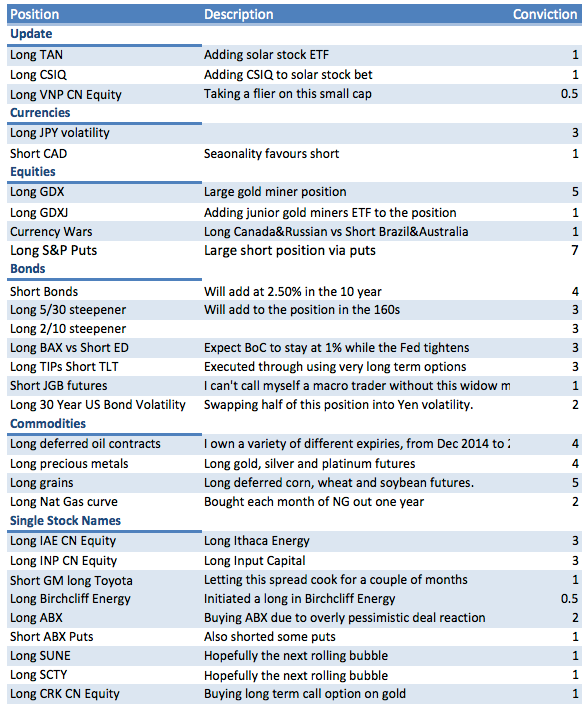 Position Description Conviction
Update
Long TAN Adding solar stock ETF 1
Long CSIQ Adding CSIQ to solar stock bet 1
Long VNP CN Equity Taking a flier on this small cap 0.5
Currencies
Long JPY volatility 3
Short CAD Seaonality favours short 1
Equities
Long GDX Large gold miner position 5
Long GDXJ Adding junior gold miners ETF to the position 1
Currency Wars Long Canada&Russian vs Short Brazil&Australia 1
Long S&P Puts Large short position via puts 7
Bonds
Short Bonds Will add at 2.50% in the 10 year 4
Long 5/30 steepener Will add to the position in the 160s 3
Long 2/10 steepener 3
Long BAX vs Short ED Expect BoC to stay at 1% while the Fed tightens 3
Long TIPs Short TLT Executed through using very long term options 3
Short JGB futures I can't call myself a macro trader without this widow m 1
Long 30 Year US Bond Volatility Swapping half of this position into Yen volatility. 2
Commodities
Long deferred oil contracts I own a variety of different expiries, from Dec 2014 to 4
Long precious metals Long gold, silver and platinum futures 4
Long grains Long deferred corn, wheat and soybean futures. 5
Long Nat Gas curve Bought each month of NG out one year 2
Single Stock Names
Long IAE CN Equity Long Ithaca Energy 3
Long INP CN Equity Long Input Capital 3
Short GM long Toyota Letting this spread cook for a couple of months 1
Long Birchcliff Energy Initiated a long in Birchcliff Energy 0.5
Long ABX Buying ABX due to overly pessimistic deal reaction 2
Short ABX Puts Also shorted some puts 1
Long SUNE Hopefully the next rolling bubble 1
Long SCTY Hopefully the next rolling bubble 1
Long CRK CN Equity Buying long term call option on gold 1